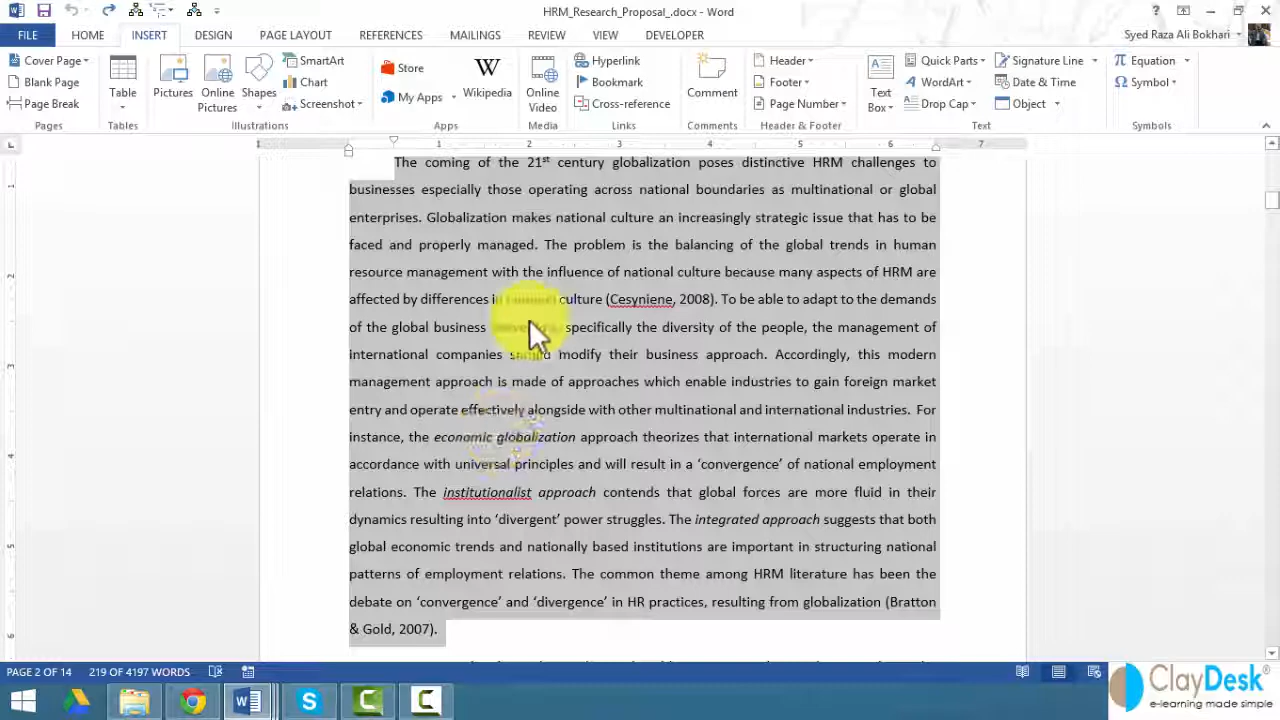 HRM_Research_Proposal_.docx - Word
FILE HOME INSERT DESIGN PAGE LAYOUT REFERENCES MAILINGS REVIEW VIEW DEVELOPER Syed Raza Ali Bokhari
Cover Page
Blank Page
Page Break
Pages
Table
Tables
Pictures
Online Pictures
Shapes
SmartArt
Chart
Screenshot
Illustrations
Store
My Apps
Wikipedia
Apps
Online Video
Media
Hyperlink
Bookmark
Cross-reference
Links
Comment
Comments
Header
Footer
Page Number
Header & Footer
Text Box
Quick Parts
WordArt
Drop Cap
Signature Line
Date & Time
Object
Text
Equation
Symbol
Symbols
1 1 2 3 4 5 6 7
The coming of the 21st century globalization poses distinctive HRM challenges to
businesses especially those operating across national boundaries as multinational or global
enterprises. Globalization makes national culture an increasingly strategic issue that has to be
faced and properly managed. The problem is the balancing of the global trends in human
resource management with the influence of national culture because many aspects of HRM are
affected by differences in culture (Cesyniene, 2008). To be able to adapt to the demands
of the global business specifically the diversity of the people, the management of
international companies should modify their business approach. Accordingly, this modern
management approach is made of approaches which enable industries to gain foreign market
entry and operate effectively alongside with other multinational and international industries. For
instance, the economic globalization approach theorizes that international markets operate in
accordance with universal principles and will result in a ‘convergence’ of national employment
relations. The institutionalist approach contends that global forces are more fluid in their
dynamics resulting into ‘divergent’ power struggles. The integrated approach suggests that both
global economic trends and nationally based institutions are important in structuring national
patterns of employment relations. The common theme among HRM literature has been the
debate on ‘convergence’ and ‘divergence’ in HR practices, resulting from globalization (Bratton
& Gold, 2007).
1
2
3
4
5
6
PAGE 2 OF 14 219 OF 4197 WORDS
ClayDesk®
e-learning made simple